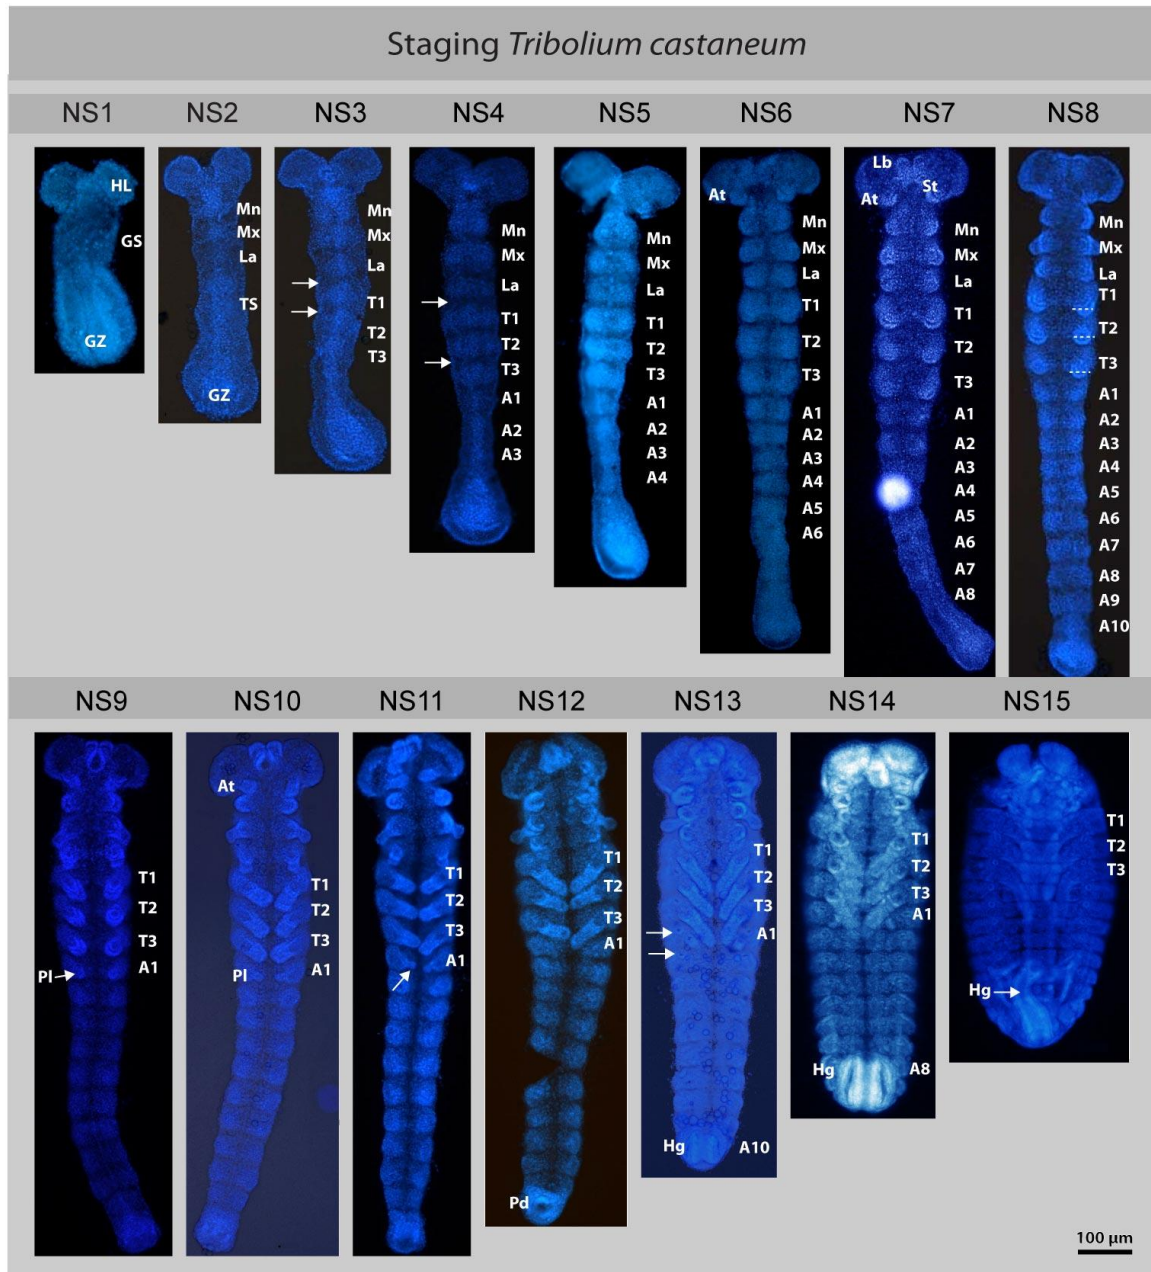 Staging Tribolium castaneum
NS1 NS2 NS3 NS4 NS5 NS6 NS7 NS8
HL
GS
GZ
Mn
Mx
La
TS
GZ
Mn
Mx
La
T1
T2
T3
Mn
Mx
La
T1
T2
T3
A1
A2
A3
Mn
Mx
La
T1
T2
T3
A1
A2
A3
A4
At
Mn
Mx
La
T1
T2
T3
A1
A2
A3
A4
A5
A6
Lb
St
At
Mn
Mx
La
T1
T2
T3
A1
A2
A3
A4
A5
A6
A7
A8
Mn
Mx
La
T1
T2
T3
A1
A2
A3
A4
A5
A6
A7
A8
A9
A10
NS9 NS10 NS11 NS12 NS13 NS14 NS15
T1
T2
T3
Pl A1
At
T1
T2
T3
Pl A1
T1
T2
T3
A1
T1
T2
T3
A1
Pd
T1
T2
T3
A1
Hg A10
T1
T2
T3
A1
Hg A8
T1
T2
T3
Hg
100 µm